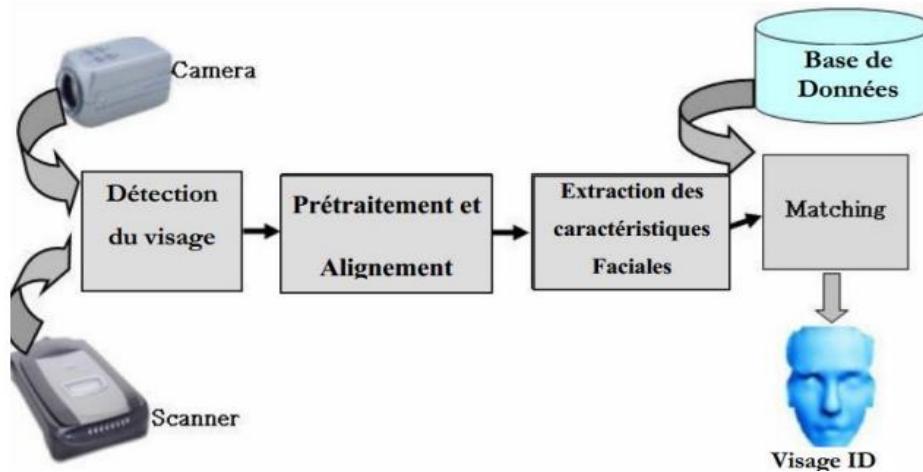 Camera
Base de
Données
Détection
du visage
Prétraitement et
Alignement
Extraction des
caractéristiques
Faciales
Matching
Scanner
Visage ID